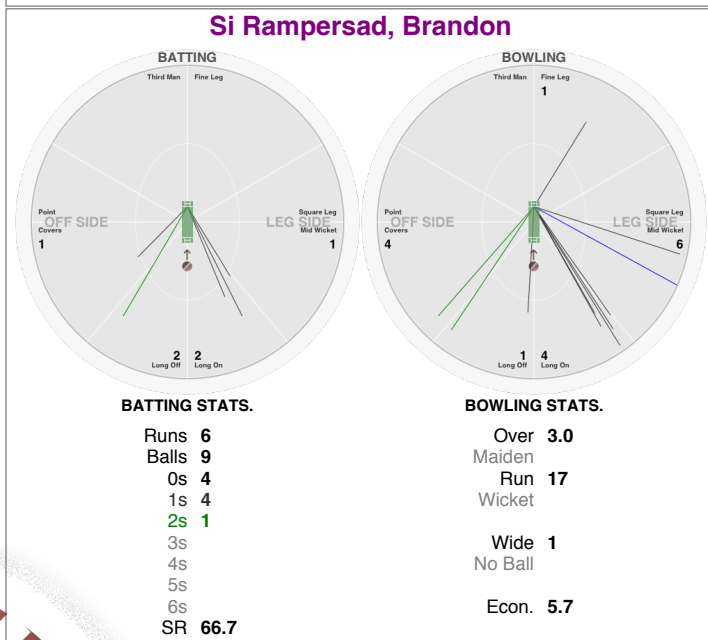 Si Rampersad, Brandon
BATTING
Third Man Fine Leg
Point
OFF SIDE
Covers
1
Square Leg
LEG SIDE
Mid Wicket
1
2 2
Long Off Long On
BATTING STATS.
Runs 6
Balls 9
0s 4
1s 4
2s 1
3s
4s
5s
6s
SR 66.7
BOWLING
Third Man Fine Leg
1
Point
OFF SIDE
Covers
4
Square Leg
LEG SIDE
Mid Wicket
6
1 4
Long Off Long On
BOWLING STATS.
Over 3.0
Maiden
Run 17
Wicket
Wide 1
No Ball
Econ. 5.7